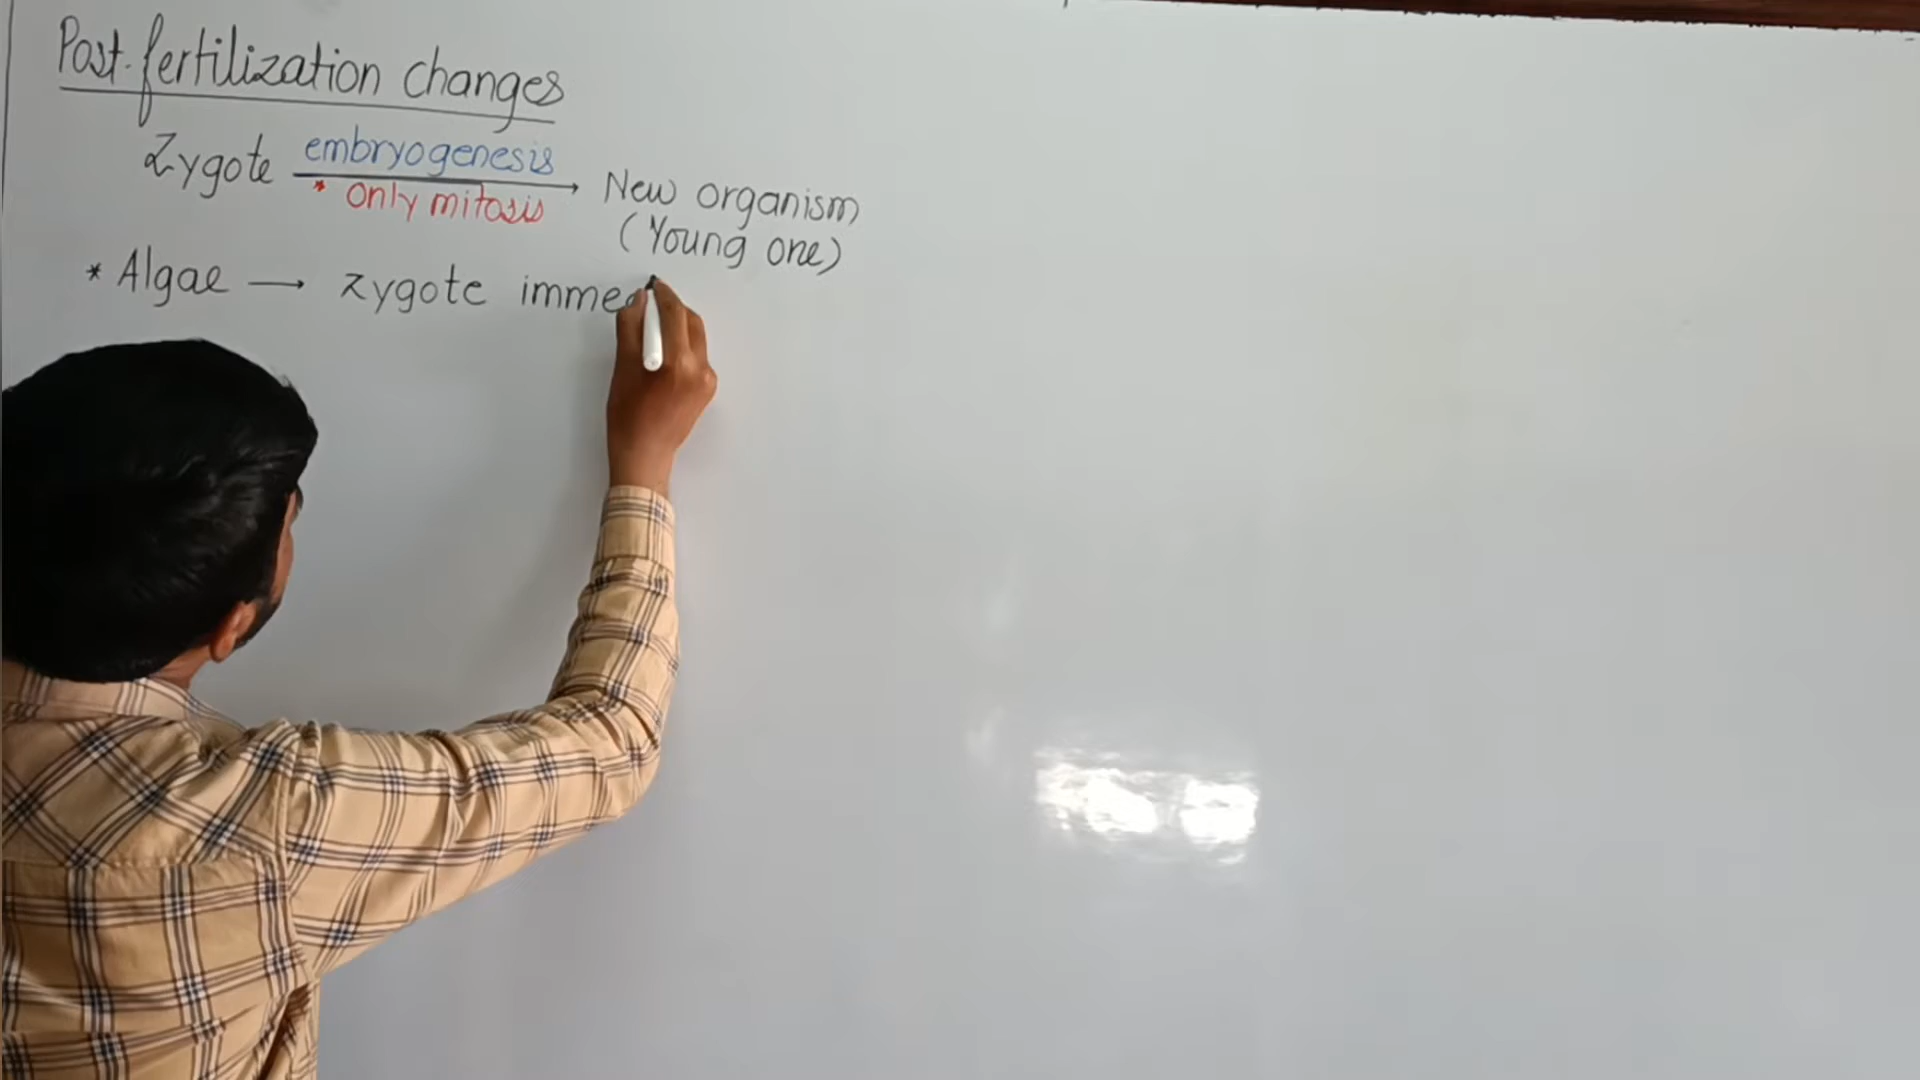 Post-fertilization changes
Zygote embryogenesis → New organism
* only mitosis
(Young one)
* Algae → zygote imme